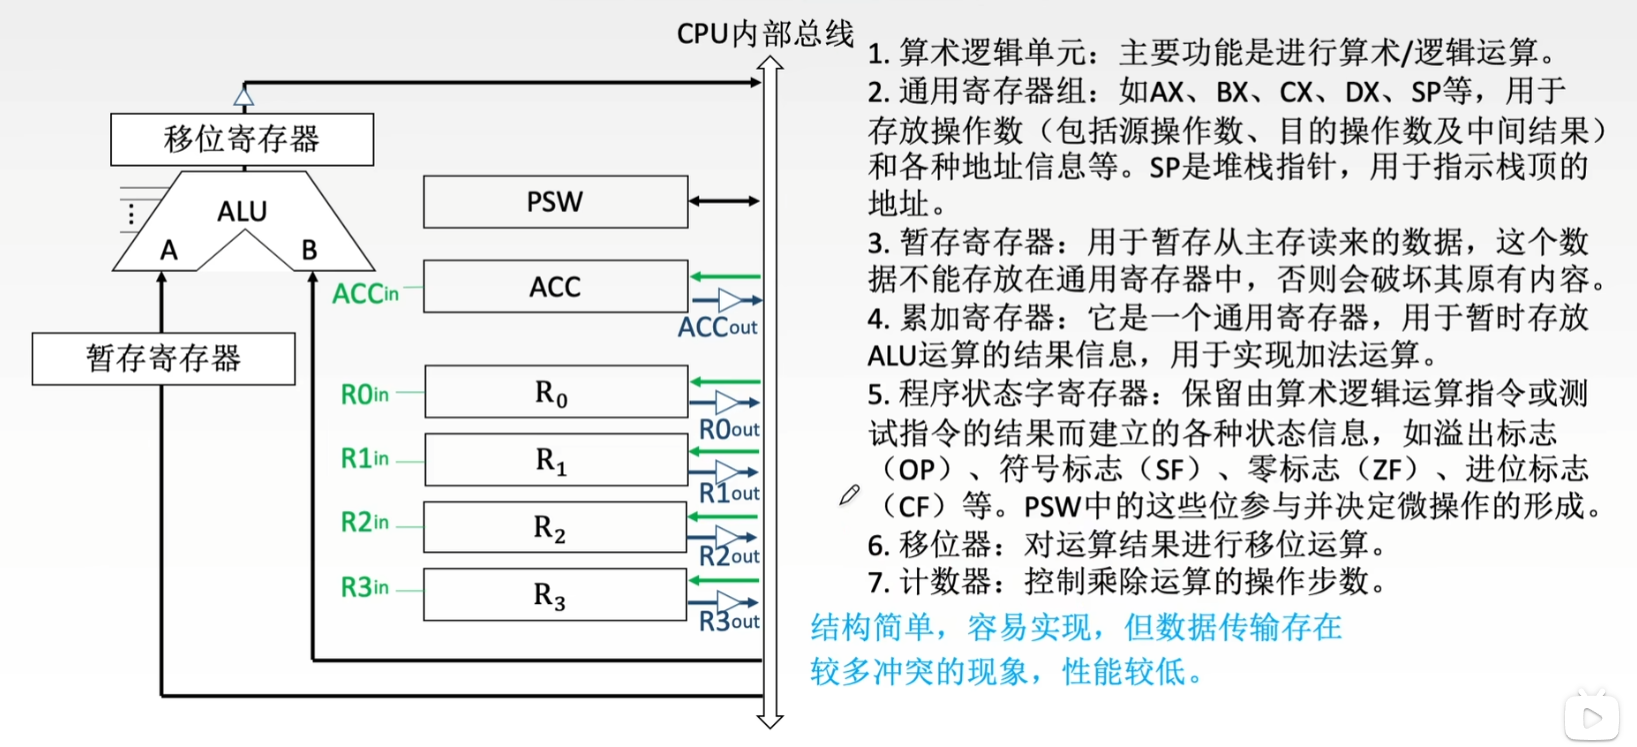 CPU内部总线
移位寄存器
ALU
A
B
暂存寄存器
PSW
ACCin
ACC
ACCout
R0in
R0
R0out
R1in
R1
R1out
R2in
R2
R2out
R3in
R3
R3out
1. 算术逻辑单元：主要功能是进行算术/逻辑运算。
2. 通用寄存器组：如AX、BX、CX、DX、SP等，用于
存放操作数（包括源操作数、目的操作数及中间结果）
和各种地址信息等。SP是堆栈指针，用于指示栈顶的
地址。
3. 暂存寄存器：用于暂存从主存读来的数据，这个数
据不能存放在通用寄存器中，否则会破坏其原有内容。
4. 累加寄存器：它是一个通用寄存器，用于暂时存放
ALU运算的结果信息，用于实现加法运算。
5. 程序状态字寄存器：保留由算术逻辑运算指令或测
试指令的结果而建立的各种状态信息，如溢出标志
（OP）、符号标志（SF）、零标志（ZF）、进位标志
（CF）等。PSW中的这些位参与并决定微操作的形成。
6. 移位器：对运算结果进行移位运算。
7. 计数器：控制乘除运算的操作步数。
结构简单，容易实现，但数据传输存在
较多冲突的现象，性能较低。